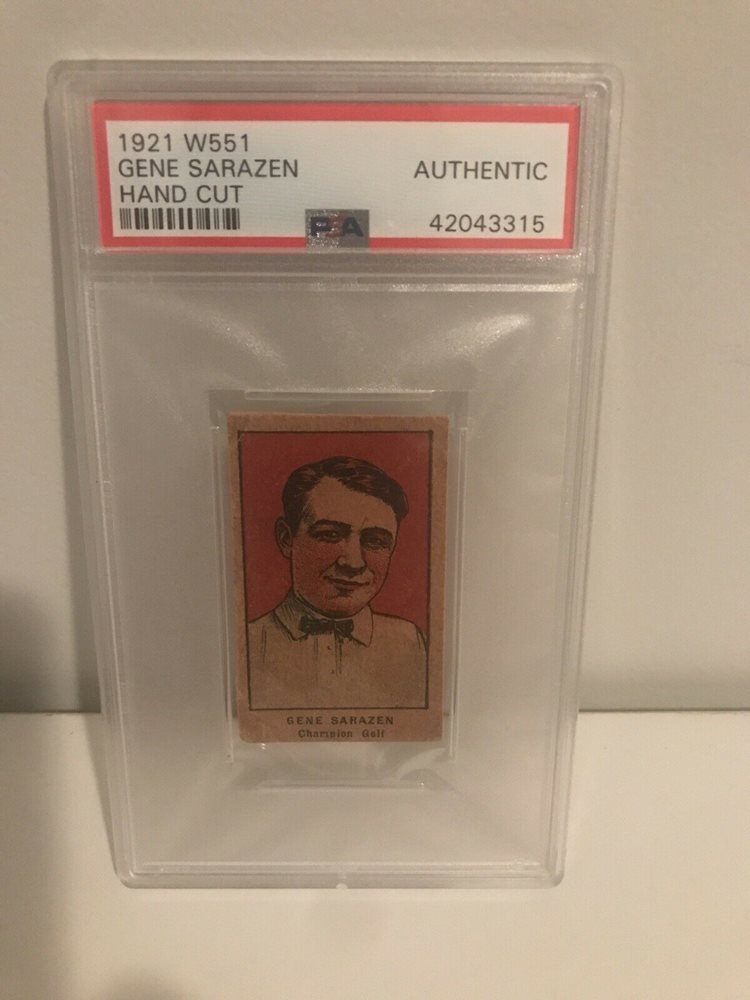 1921 W551
GENE SARAZEN
HAND CUT
AUTHENTIC
PSA
42043315
GENE SARAZEN
Champion Golf